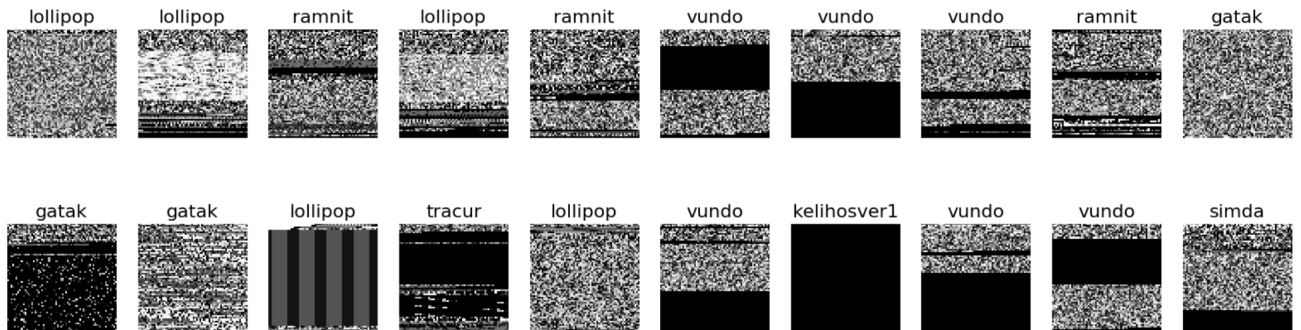 lollipop lollipop ramnit lollipop ramnit vundo vundo vundo ramnit gatak
gatak gatak lollipop tracur lollipop vundo kelihosver1 vundo vundo simda